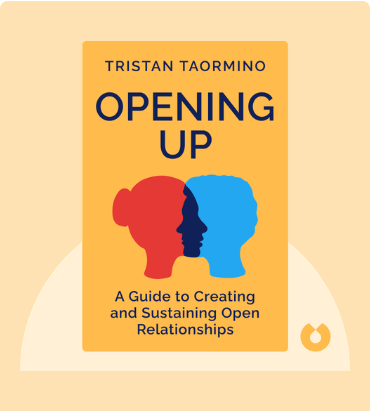 TRISTAN TAORMINO
OPENING
UP
A Guide to Creating
and Sustaining Open
Relationships